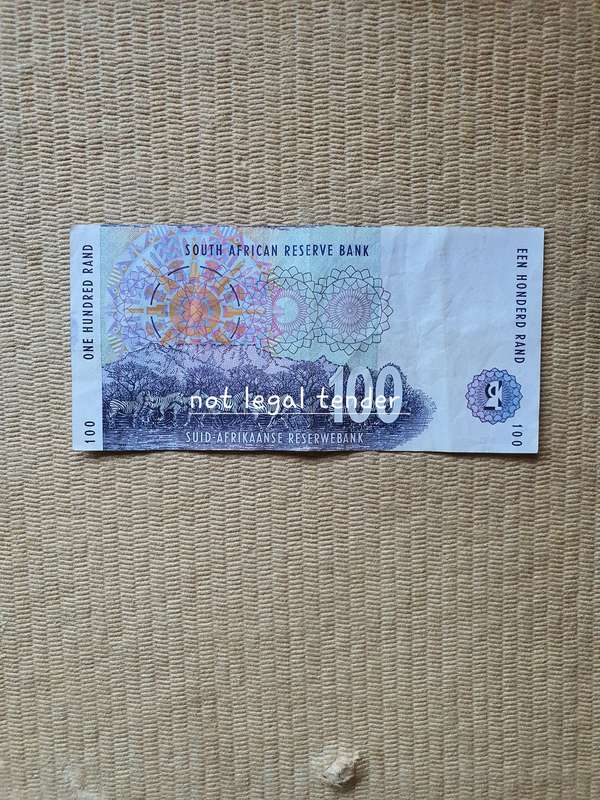 ONE HUNDRED RAND
100
SOUTH AFRICAN RESERVE BANK
not legal tender
100
SUID-AFRIKAANSE RESERWEBANK
EEN HONDERD RAND
100